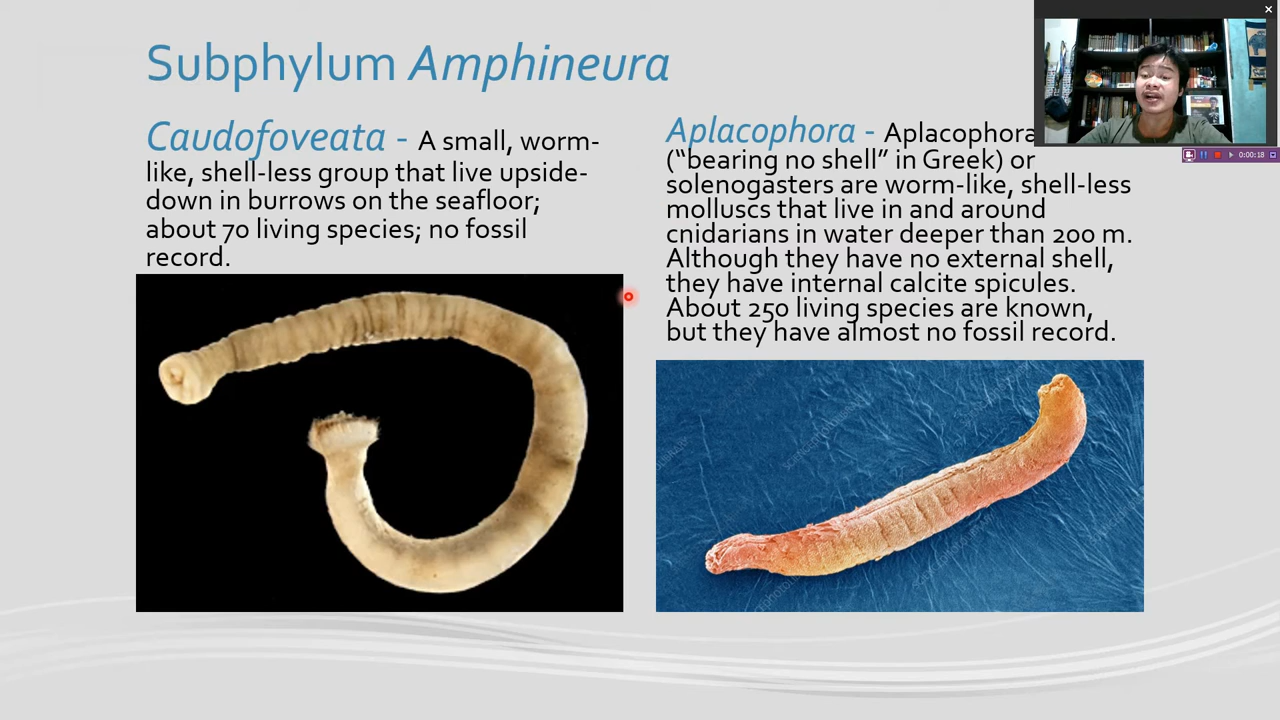 Subphylum Amphineura
Caudofoveata - A small, worm-
like, shell-less group that live upside-
down in burrows on the seafloor;
about 70 living species; no fossil
record.
Aplacophora - Aplacophora
(“bearing no shell” in Greek) or
solenogasters are worm-like, shell-less
molluscs that live in and around
cnidarians in water deeper than 200 m.
Although they have no external shell,
they have internal calcite spicules.
About 250 living species are known,
but they have almost no fossil record.
0:00:18